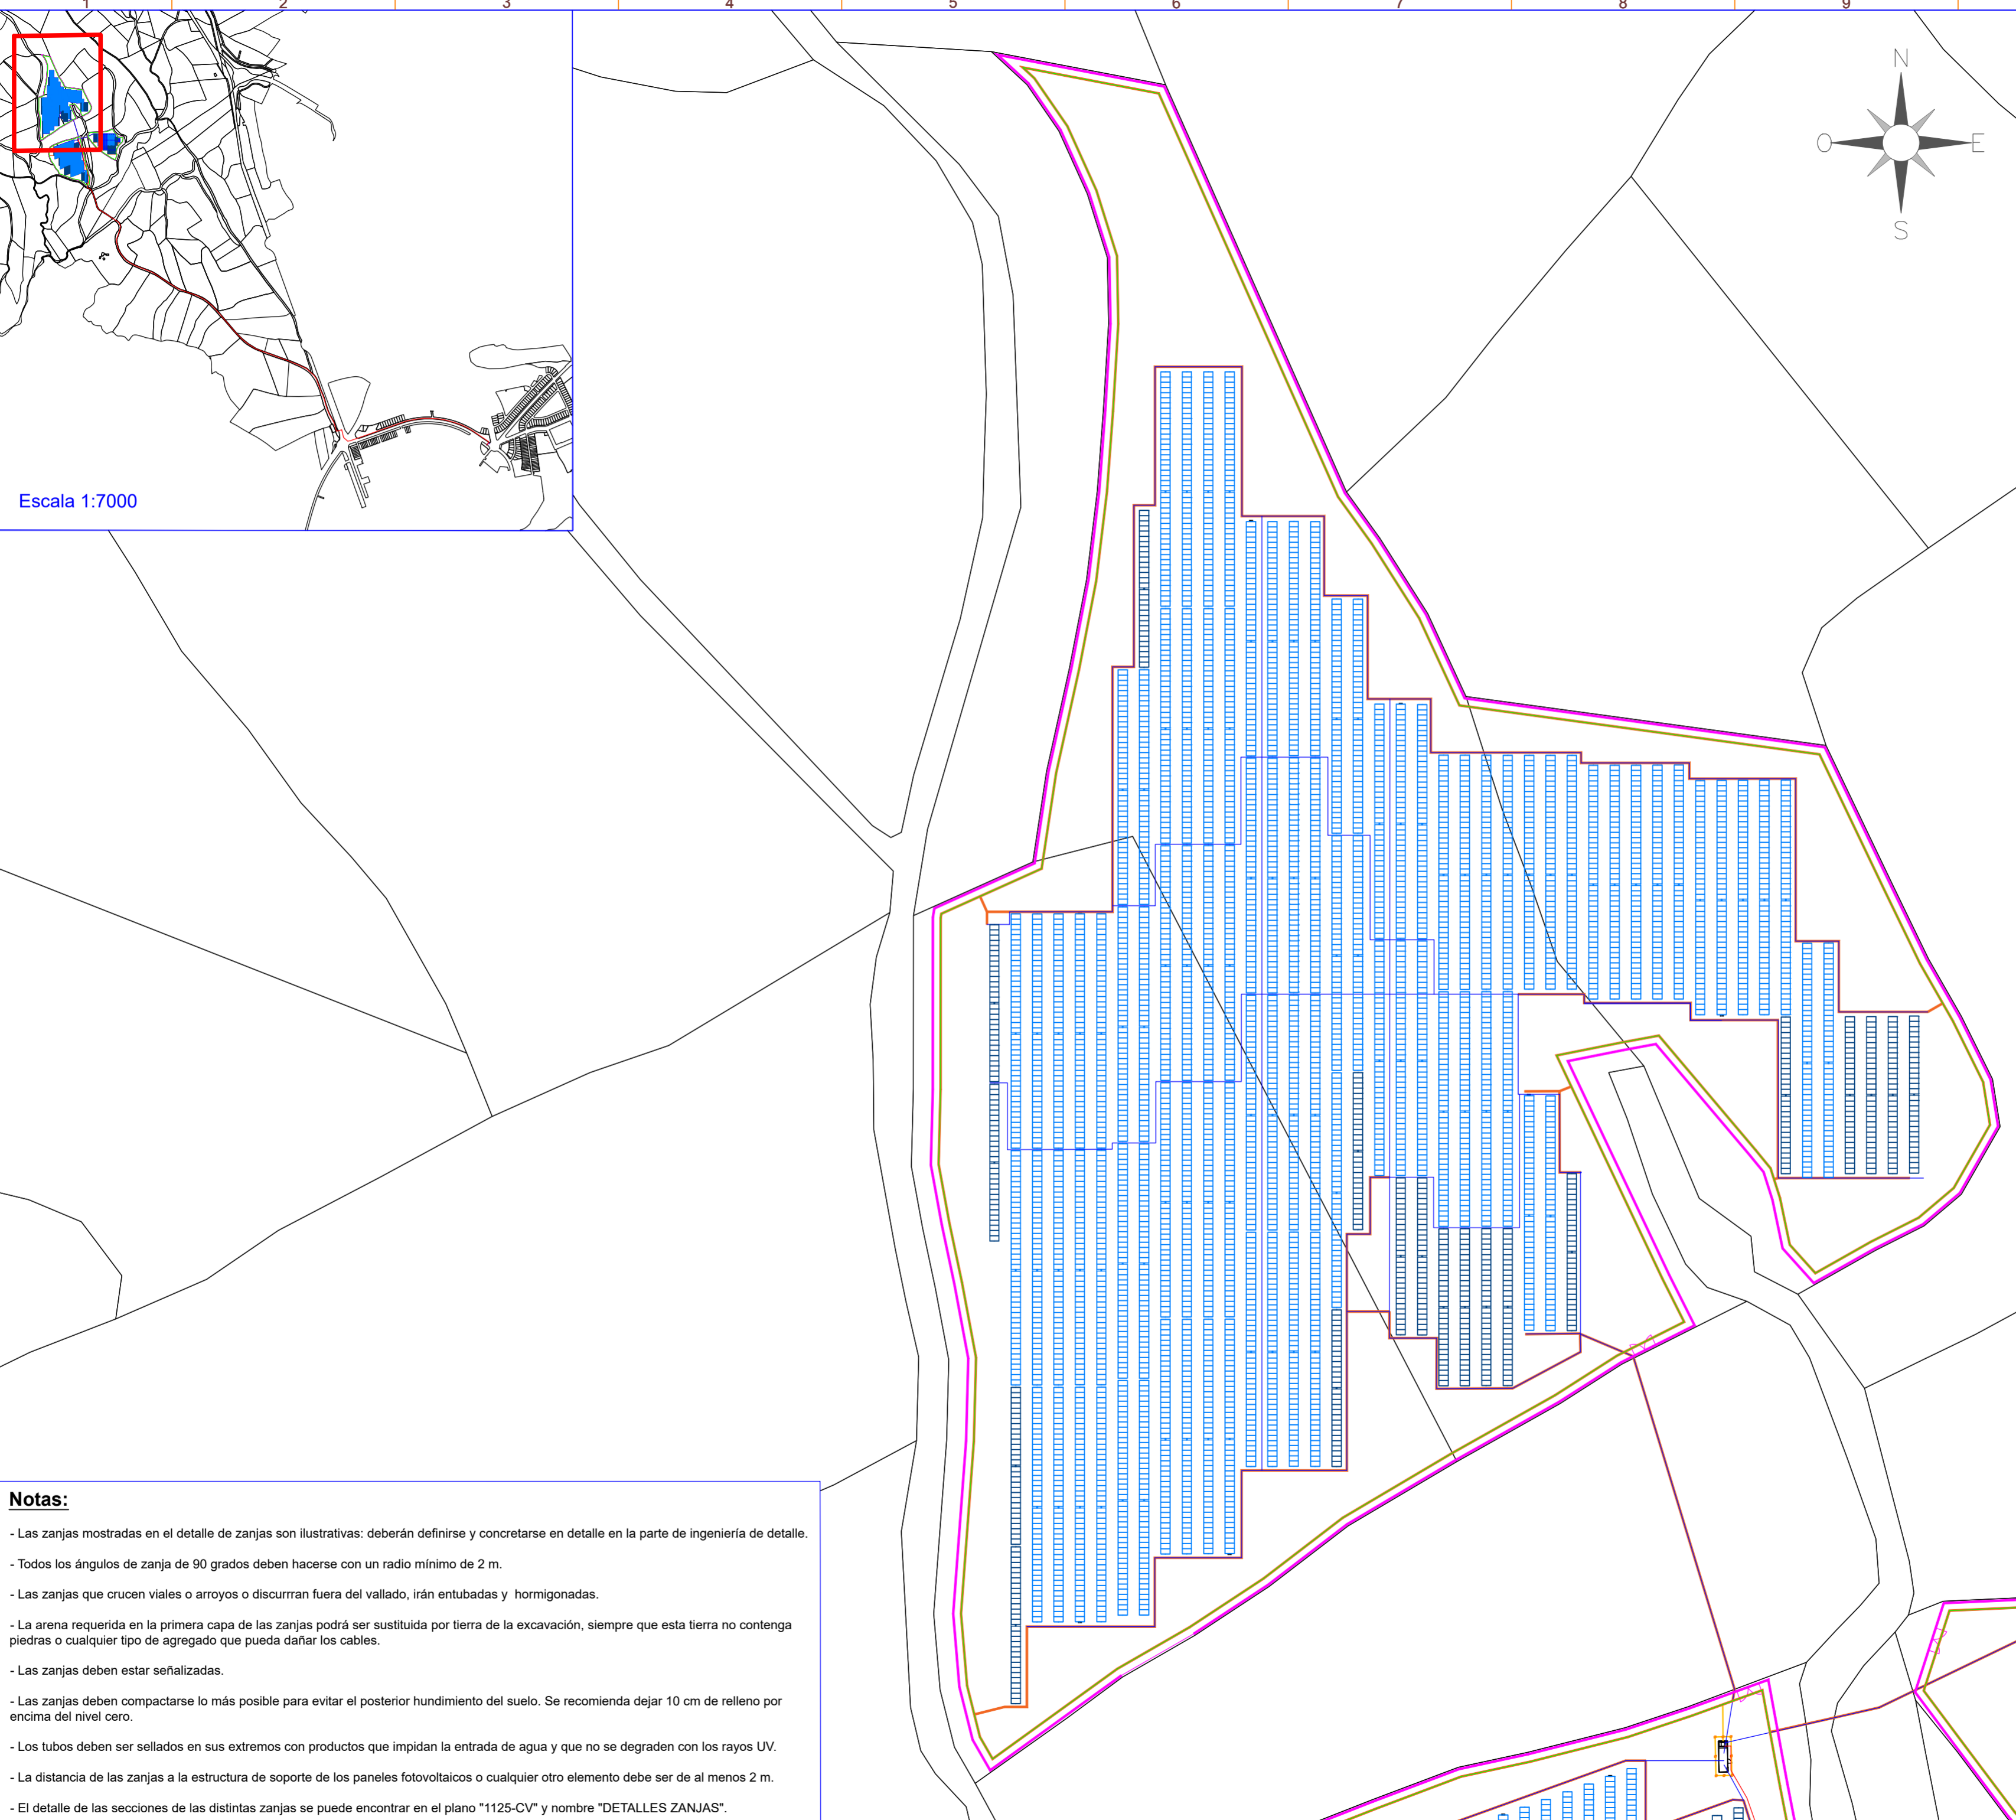 1 2 3 4 5 6 7 8 9
N
O E
S
Escala 1:7000
Notas:
- Las zanjas mostradas en el detalle de zanjas son ilustrativas: deberán definirse y concretarse en detalle en la parte de ingeniería de detalle.
- Todos los ángulos de zanja de 90 grados deben hacerse con un radio mínimo de 2 m.
- Las zanjas que crucen viales o arroyos o discurrran fuera del vallado, irán entubadas y hormigonadas.
- La arena requerida en la primera capa de las zanjas podrá ser sustituida por tierra de la excavación, siempre que esta tierra no contenga
piedras o cualquier tipo de agregado que pueda dañar los cables.
- Las zanjas deben estar señalizadas.
- Las zanjas deben compactarse lo más posible para evitar el posterior hundimiento del suelo. Se recomienda dejar 10 cm de relleno por
encima del nivel cero.
- Los tubos deben ser sellados en sus extremos con productos que impidan la entrada de agua y que no se degraden con los rayos UV.
- La distancia de las zanjas a la estructura de soporte de los paneles fotovoltaicos o cualquier otro elemento debe ser de al menos 2 m.
- El detalle de las secciones de las distintas zanjas se puede encontrar en el plano "1125-CV" y nombre "DETALLES ZANJAS".